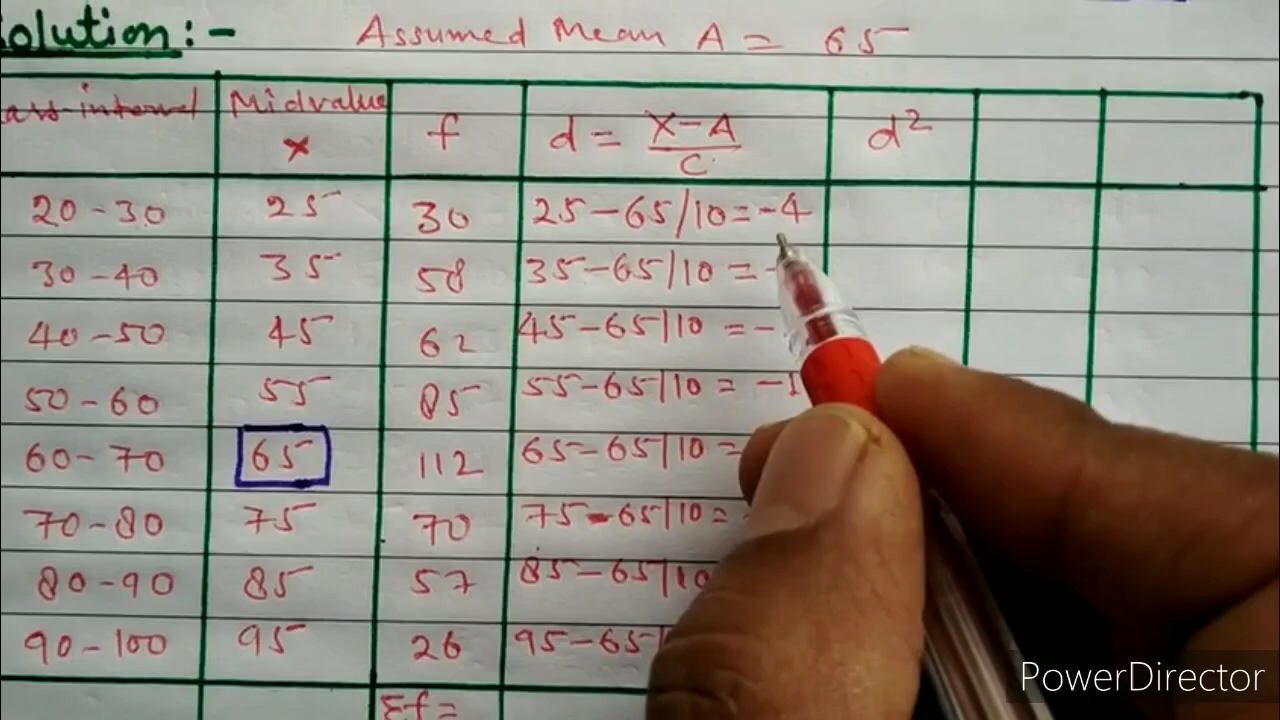 Solution:- Assumed Mean A = 65
Midvalue
x f d = X-A/C d²
20-30 25 30 25-65/10=-4
30-40 35 58 35-65/10 = -
40-50 45 62 45-65/10 = -
50-60 55 85 55-65/10 = -1
60-70 65 112 65-65/10 =
70-80 75 70 75-65/10 = -
80-90 85 57 85-65/10
90-100 95 26 95-65/
Σf=
PowerDirector